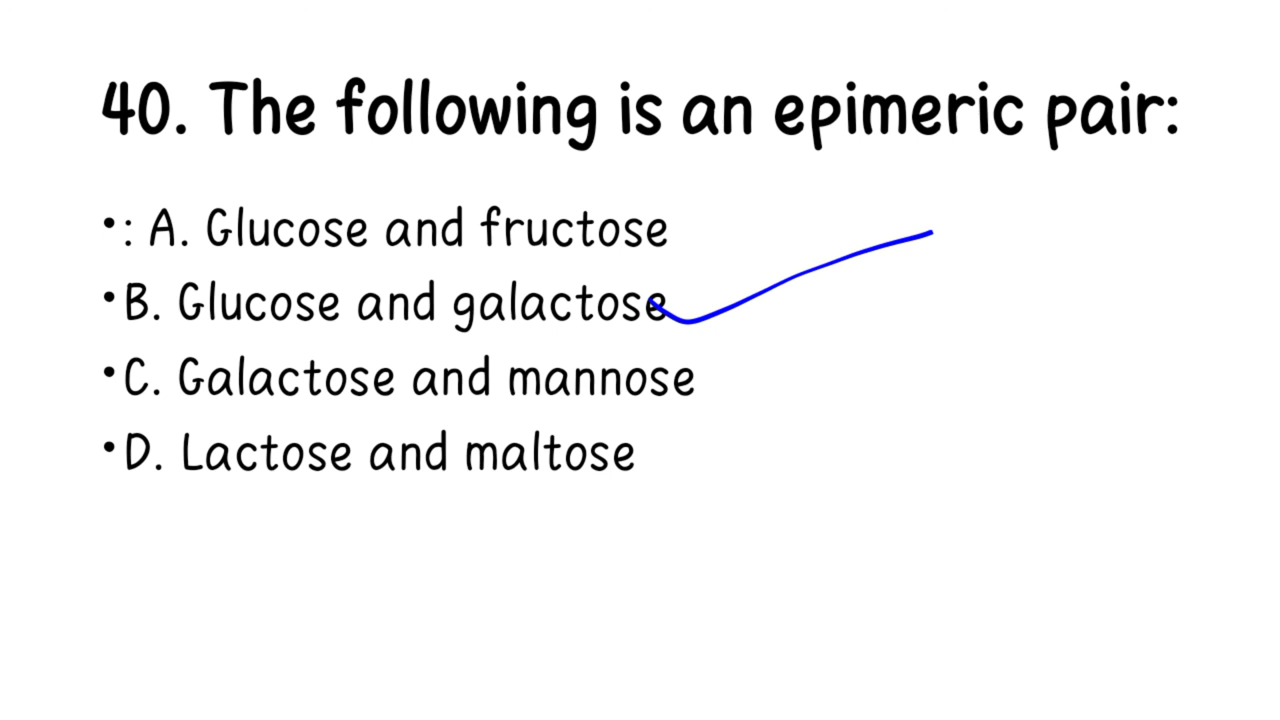 40. The following is an epimeric pair:
•: A. Glucose and fructose
•B. Glucose and galactose
•C. Galactose and mannose
•D. Lactose and maltose